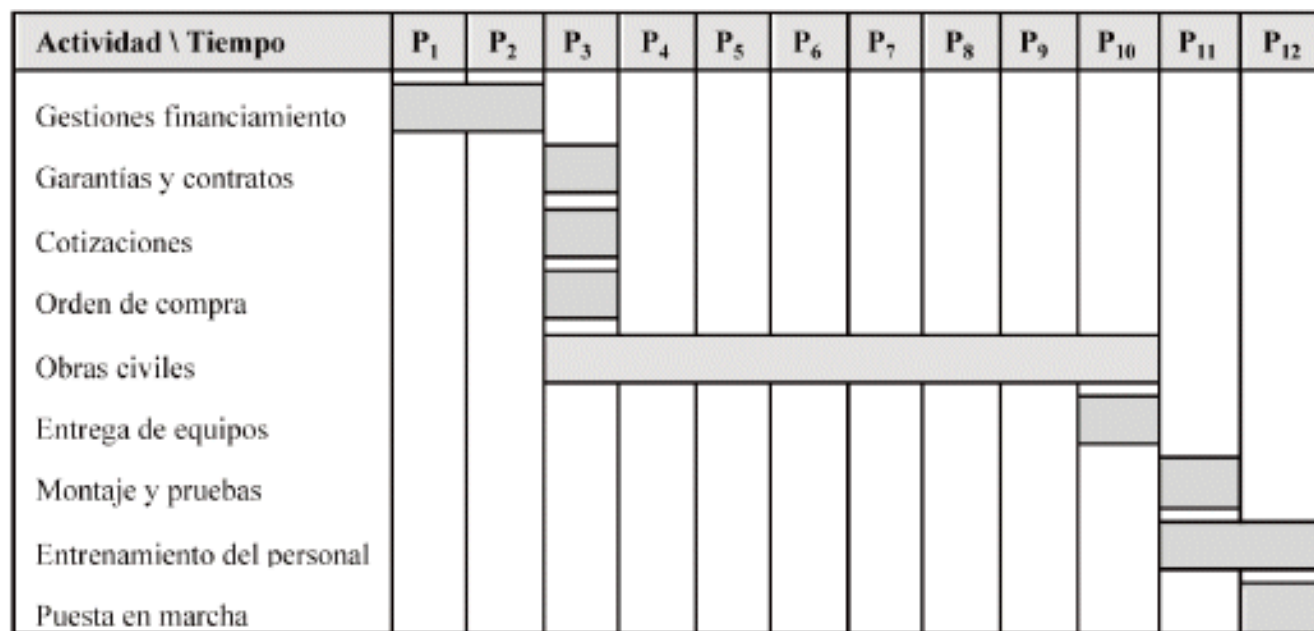 Actividad \ Tiempo P1 P2 P3 P4 P5 P6 P7 P8 P9 P10 P11 P12
Gestiones financiamiento
Garantías y contratos
Cotizaciones
Orden de compra
Obras civiles
Entrega de equipos
Montaje y pruebas
Entrenamiento del personal
Puesta en marcha